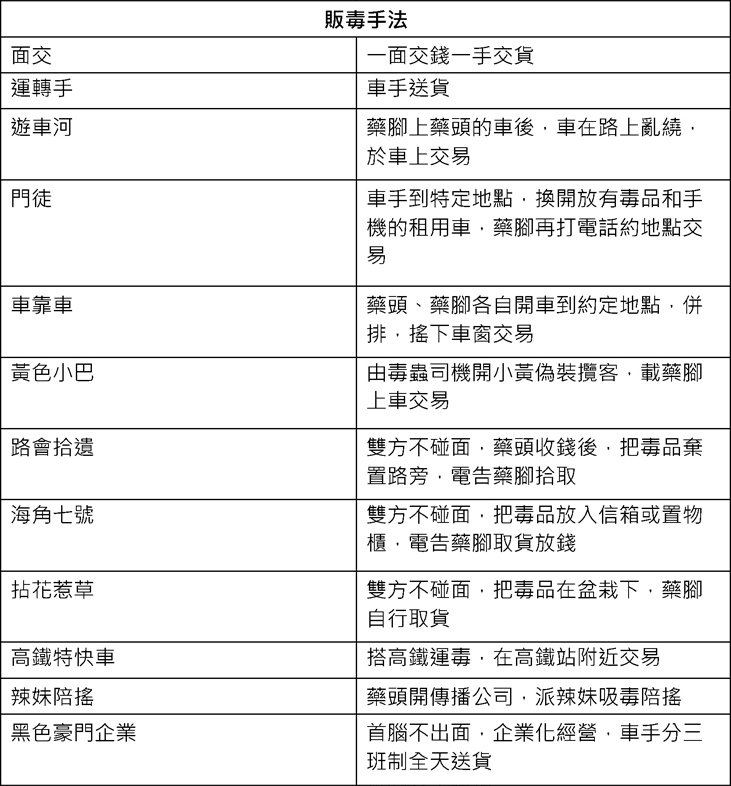 販毒手法
面交
一面交錢一手交貨
運轉手
車手送貨
遊車河
藥腳上藥頭的車後，車在路上亂繞，
於車上交易
門徒
車手到特定地點，換開放有毒品和手
機的租用車，藥腳再打電話約地點交
易
車靠車
藥頭、藥腳各自開車到約定地點，併
排，搖下車窗交易
黃色小巴
由毒蟲司機開小黃偽裝攬客，載藥腳
上車交易
路會拾遺
雙方不碰面，藥頭收錢後，把毒品棄
置路旁，電告藥腳拾取
海角七號
雙方不碰面，把毒品放入信箱或置物
櫃，電告藥腳取貨放錢
拈花惹草
雙方不碰面，把毒品在盆栽下，藥腳
自行取貨
高鐵特快車
搭高鐵運毒，在高鐵站附近交易
辣妹陪搖
藥頭開傳播公司，派辣妹吸毒陪搖
黑色豪門企業
首腦不出面，企業化經營，車手分三
班制全天送貨